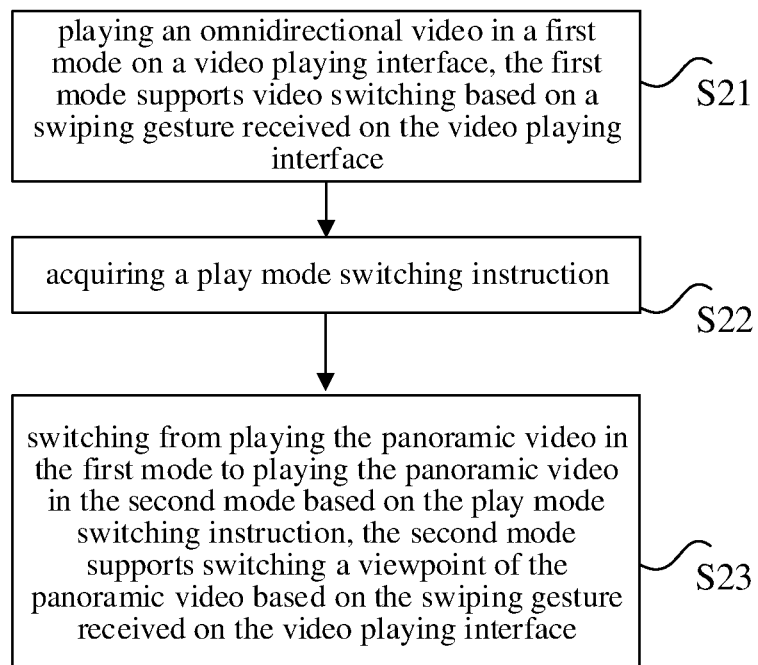 playing an omnidirectional video in a first
mode on a video playing interface, the first
mode supports video switching based on a
swiping gesture received on the video playing
interface
S21
acquiring a play mode switching instruction
S22
switching from playing the panoramic video in
the first mode to playing the panoramic video
in the second mode based on the play mode
switching instruction, the second mode
supports switching a viewpoint of the
panoramic video based on the swiping gesture
received on the video playing interface
S23